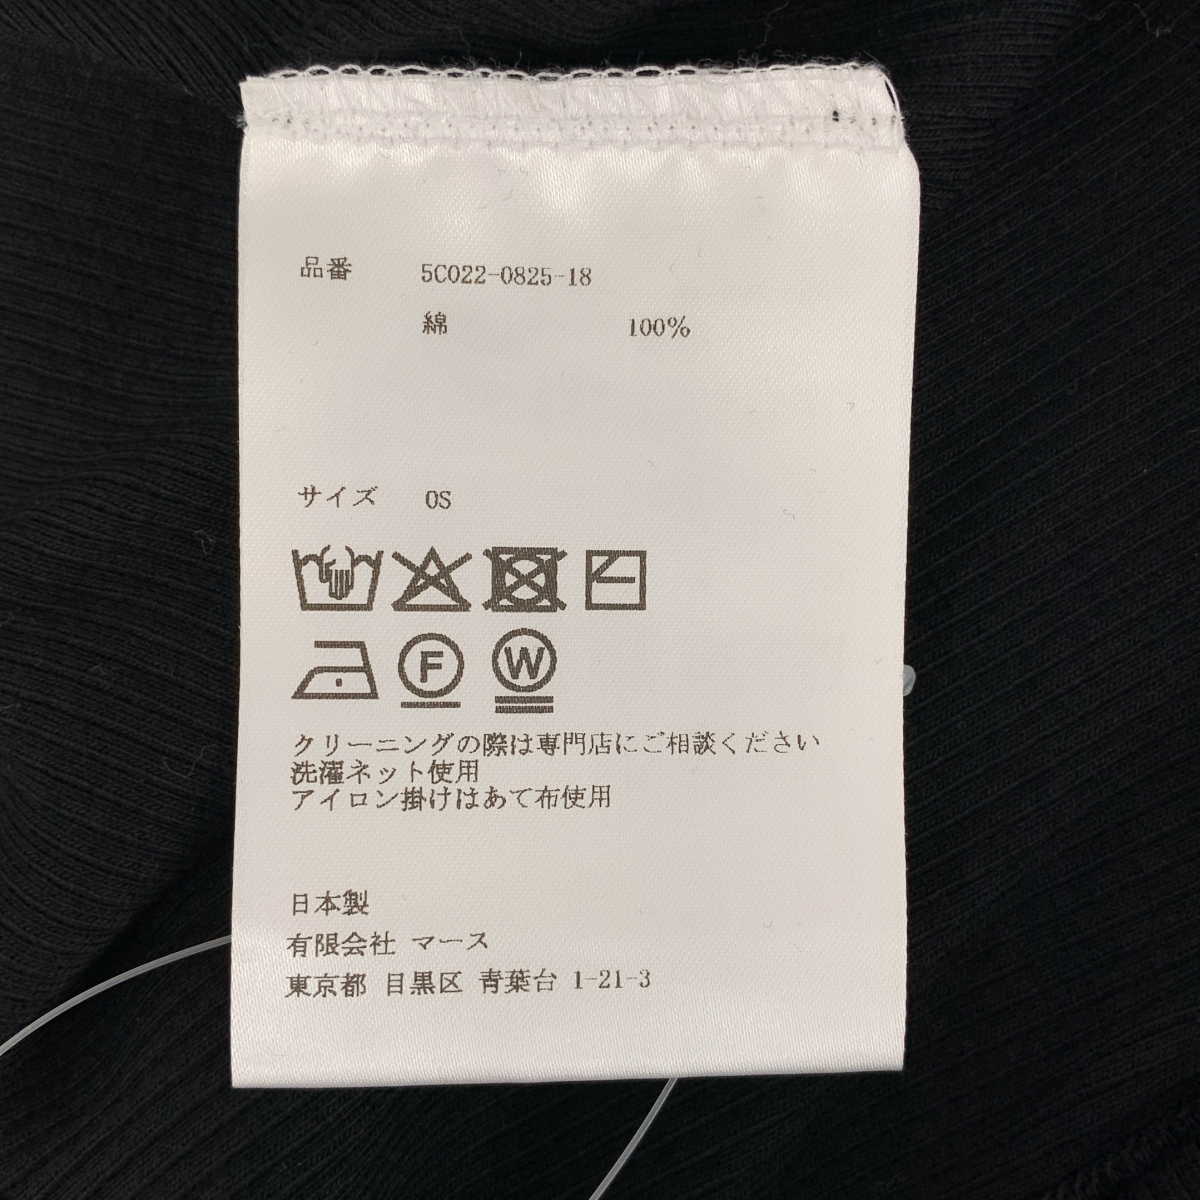 品番 5C022-0825-18
綿 100%
サイズ 0S
F W
クリーニングの際は専門店にご相談ください
洗濯ネット使用
アイロン掛けはあて布使用
日本製
有限会社 マース
東京都 目黒区 青葉台 1-21-3